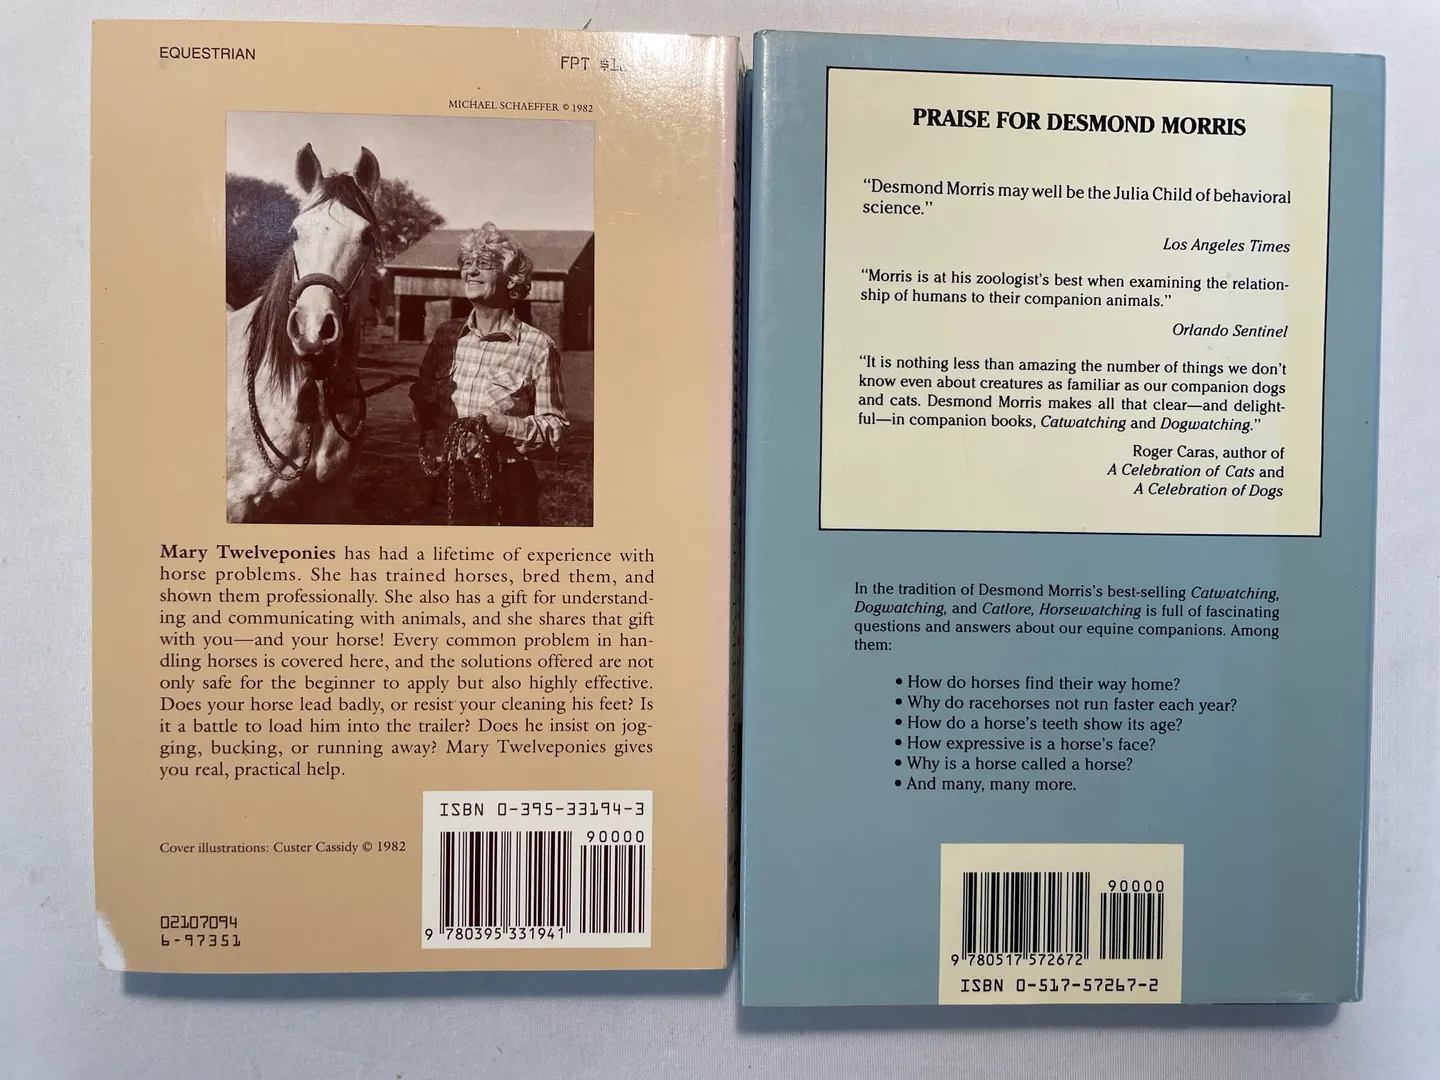 EQUESTRIAN
FPT
MICHAEL SCHAEFFER © 1982
Mary Twelveponies has had a lifetime of experience with
horse problems. She has trained horses, bred them, and
shown them professionally. She also has a gift for understand-
ing and communicating with animals, and she shares that gift
with you—and your horse! Every common problem in han-
dling horses is covered here, and the solutions offered are not
only safe for the beginner to apply but also highly effective.
Does your horse lead badly, or resist your cleaning his feet? Is
it a battle to load him into the trailer? Does he insist on jog-
ging, bucking, or running away? Mary Twelveponies gives
you real, practical help.
ISBN 0-395-33194-3
90000
Cover illustrations: Custer Cassidy © 1982
9 780395 331941
02107094
6-97351
PRAISE FOR DESMOND MORRIS
“Desmond Morris may well be the Julia Child of behavioral
science.”
Los Angeles Times
“Morris is at his zoologist's best when examining the relation-
ship of humans to their companion animals.”
Orlando Sentinel
“It is nothing less than amazing the number of things we don't
know even about creatures as familiar as our companion dogs
and cats. Desmond Morris makes all that clear—and delight-
ful—in companion books, Catwatching and Dogwatching.”
Roger Caras, author of
A Celebration of Cats and
A Celebration of Dogs
In the tradition of Desmond Morris's best-selling Catwatching,
Dogwatching, and Catlore, Horsewatching is full of fascinating
questions and answers about our equine companions. Among
them:
• How do horses find their way home?
• Why do racehorses not run faster each year?
• How do a horse's teeth show its age?
• How expressive is a horse's face?
• Why is a horse called a horse?
• And many, many more.
90000
9 780517 572672
ISBN 0-517-57267-2